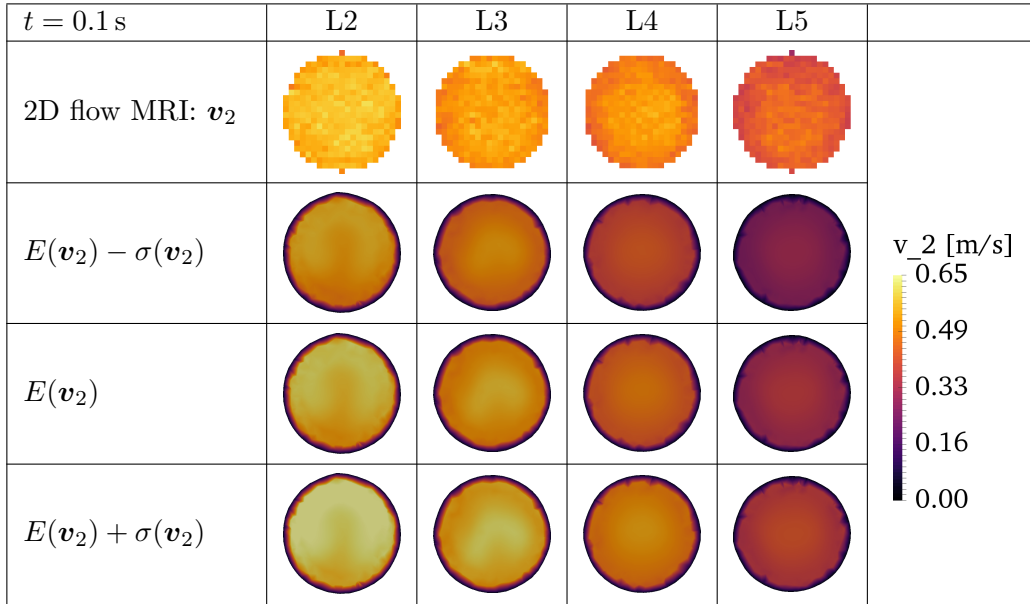 t = 0.1 s L2 L3 L4 L5
2D flow MRI: v₂
E(v₂) − σ(v₂)
E(v₂)
E(v₂) + σ(v₂)
v_2 [m/s]
0.65
0.49
0.33
0.16
0.00